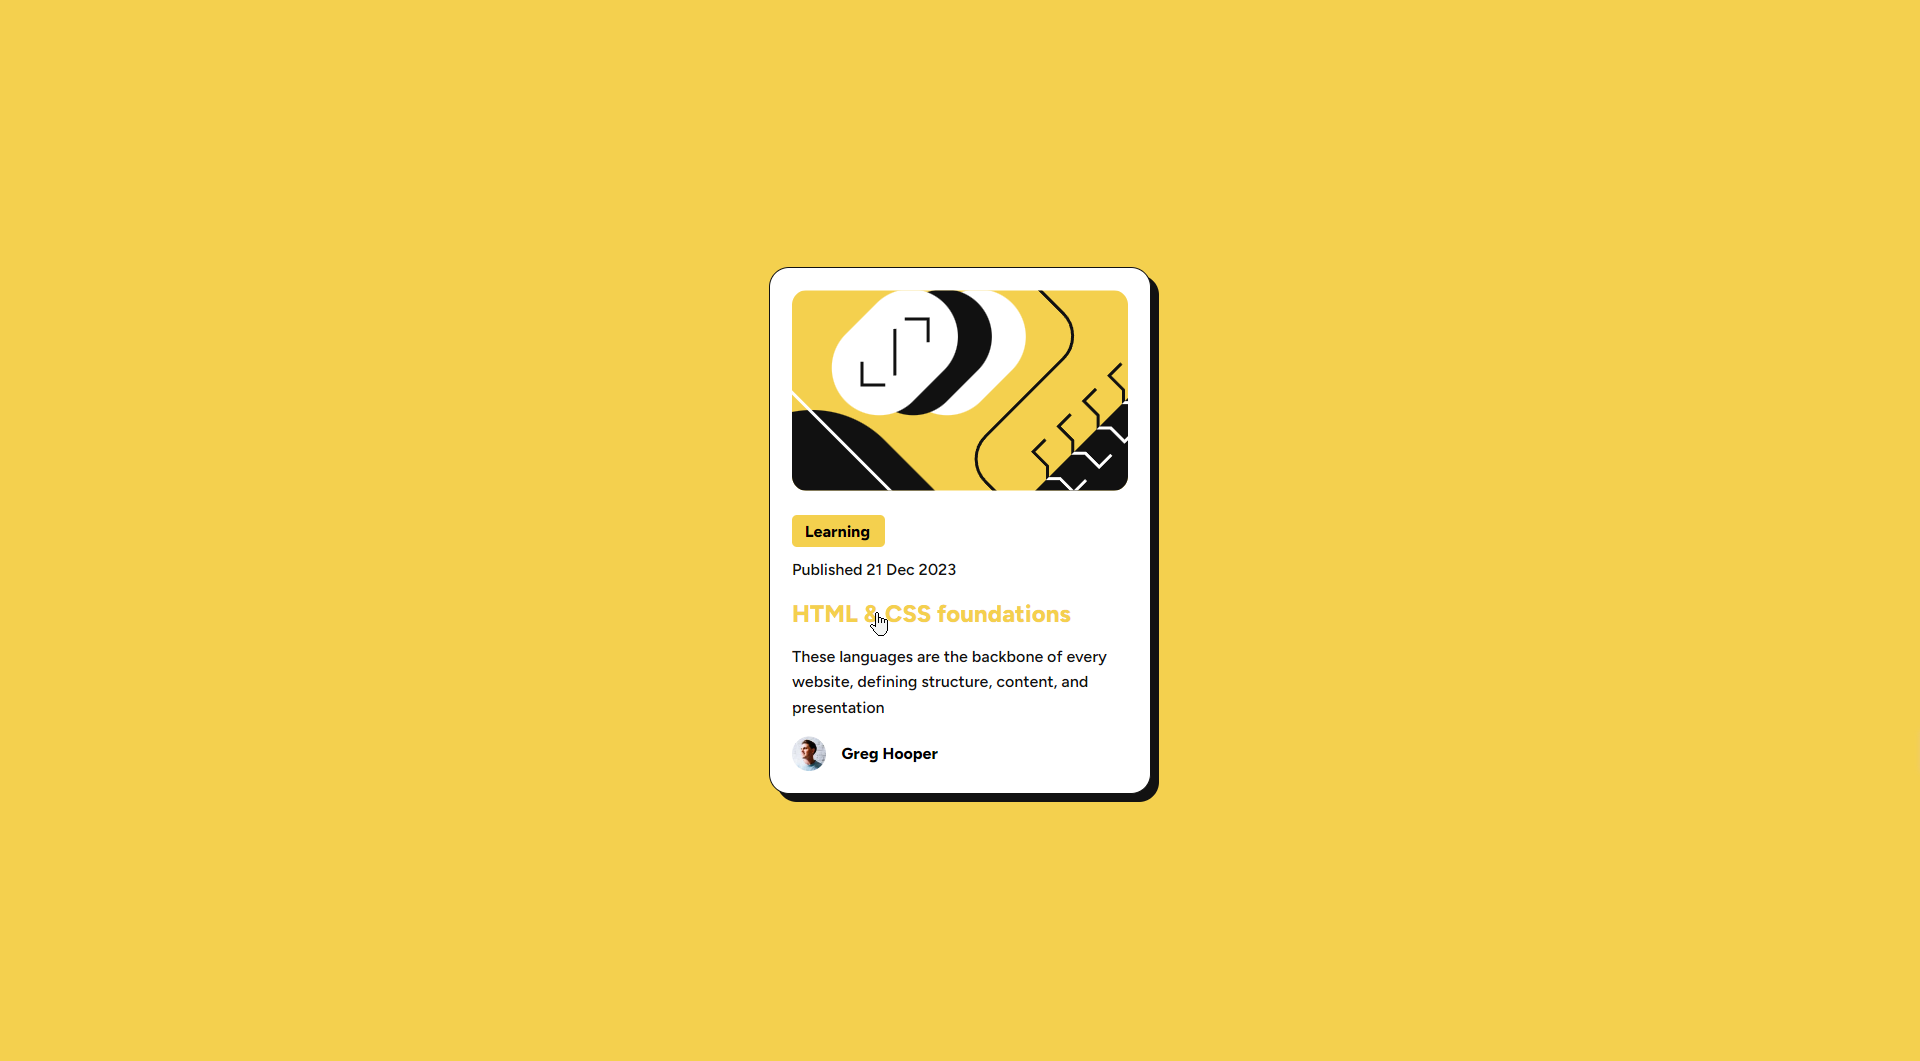 Learning
Published 21 Dec 2023
HTML & CSS foundations
These languages are the backbone of every
website, defining structure, content, and
presentation
Greg Hooper